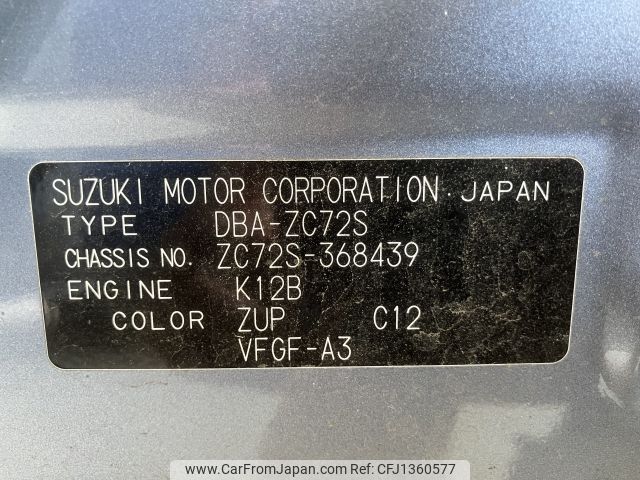 SUZUKI MOTOR CORPORATION. JAPAN
TYPE DBA-ZC72S
CHASSIS NO. ZC72S-368439
ENGINE K12B
COLOR ZUP C12
VFGF-A3
www.CarFromJapan.com - CFJ1360577